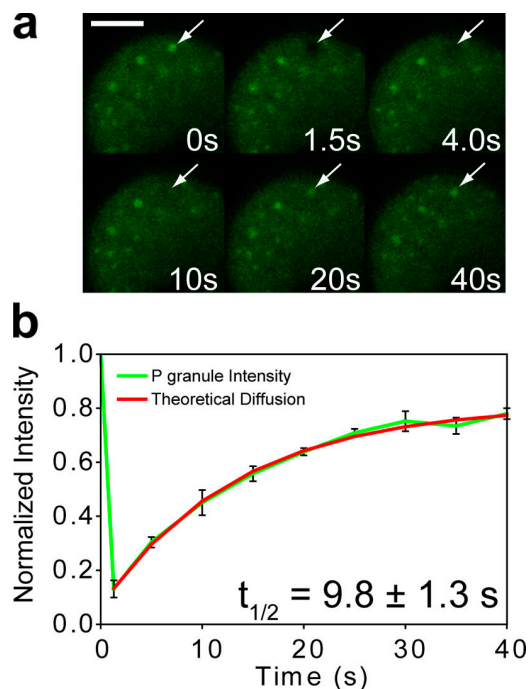 a
0s 1.5s 4.0s
10s 20s 40s
b
1.0
0.8
0.6
0.4
0.2
0.0
Normalized Intensity
P granule Intensity
Theoretical Diffusion
t1/2 = 9.8 ± 1.3 s
0 10 20 30 40
Time (s)